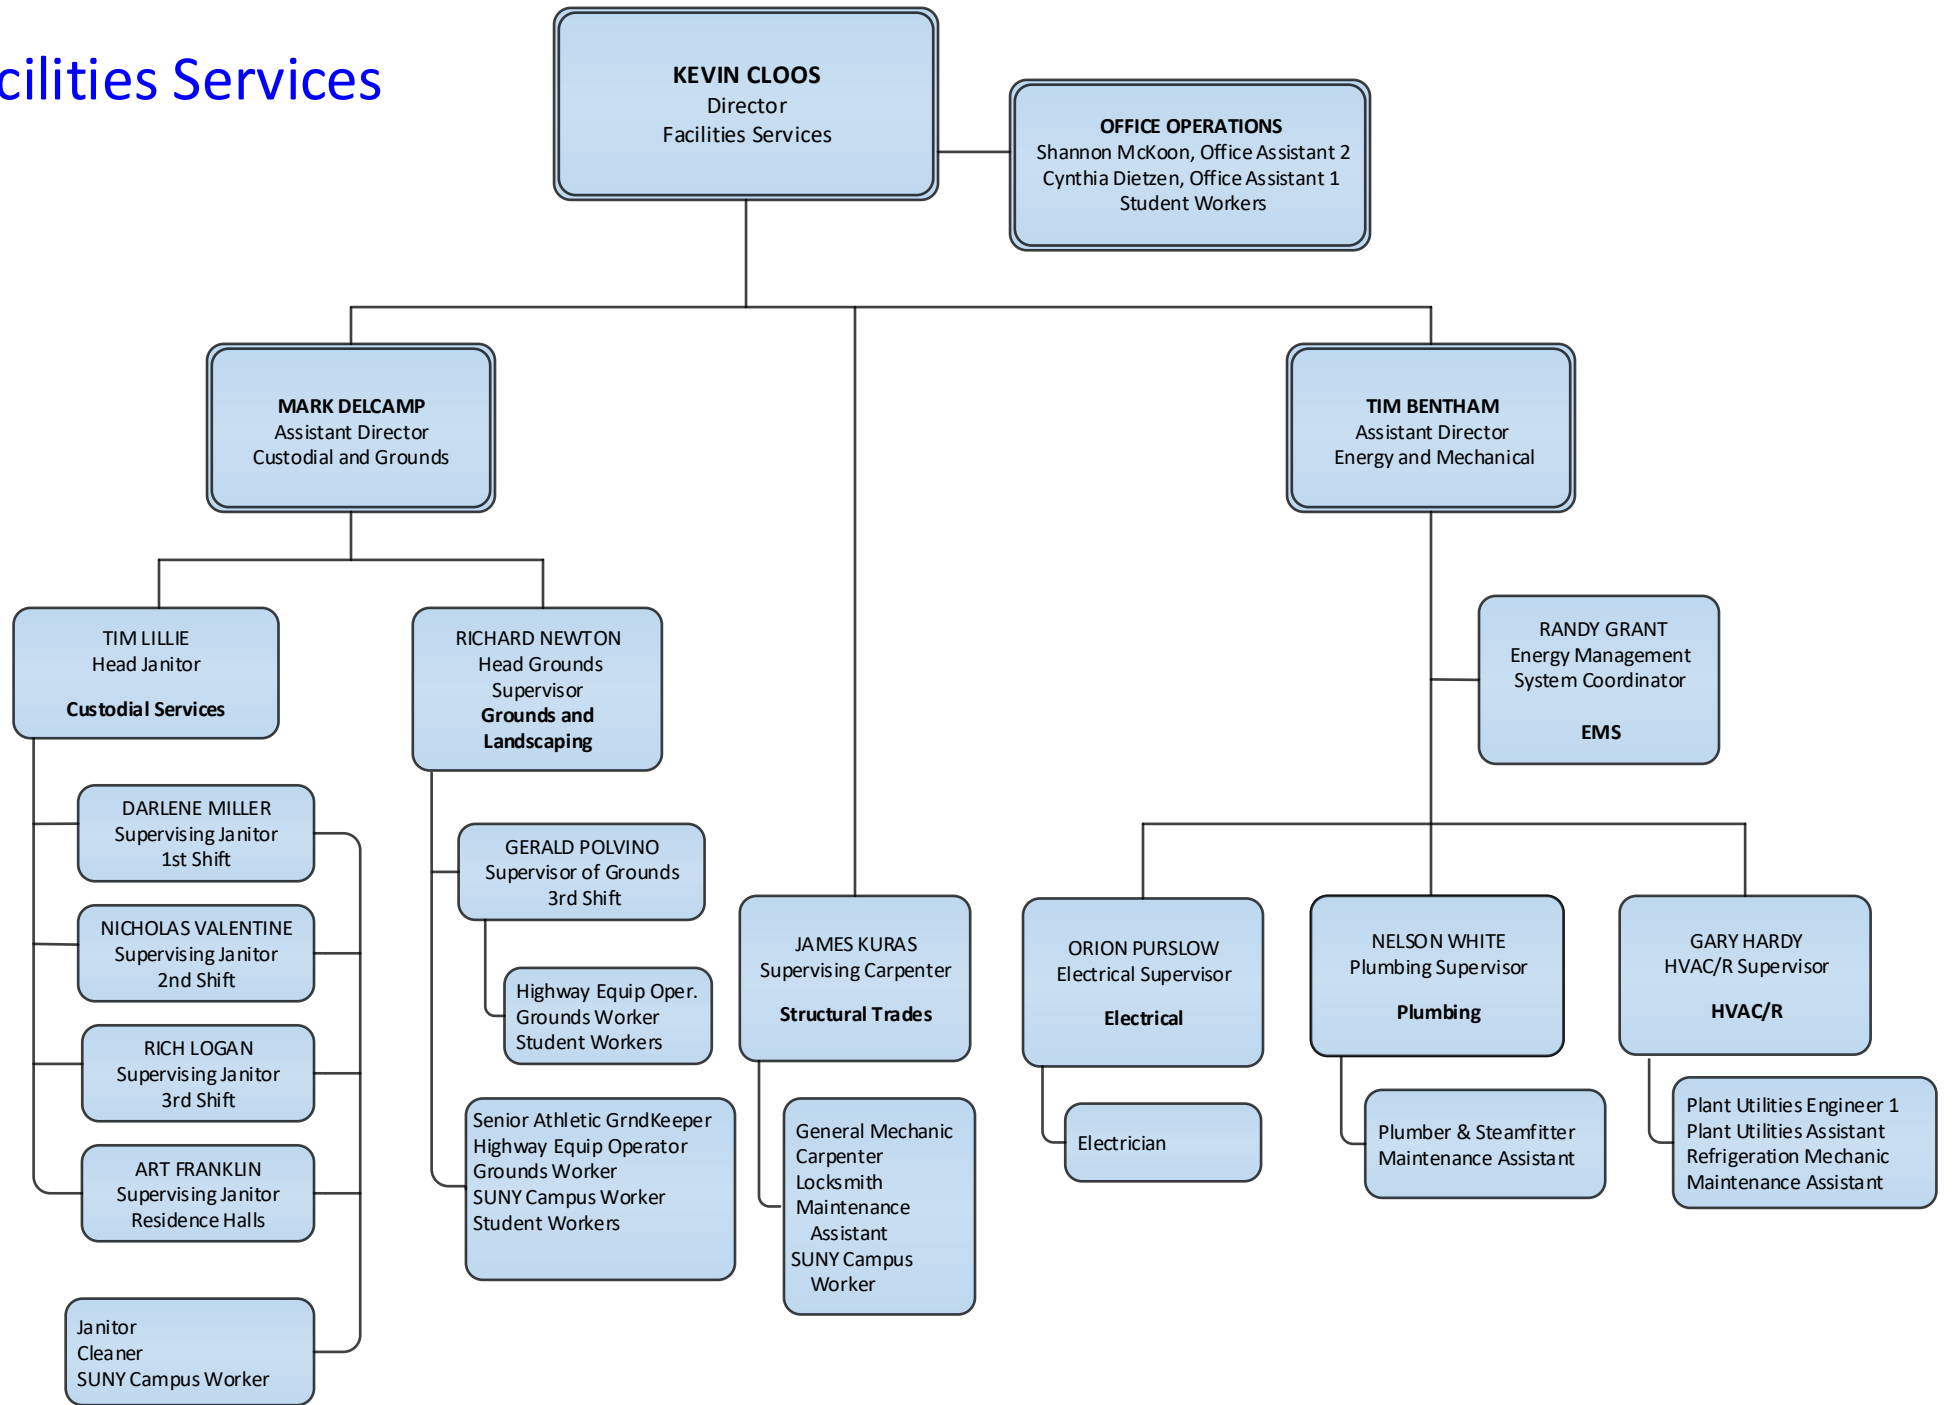 cilities Services
KEVIN CLOOS
Director
Facilities Services
OFFICE OPERATIONS
Shannon McKoon, Office Assistant 2
Cynthia Dietzen, Office Assistant 1
Student Workers
MARK DELCAMP
Assistant Director
Custodial and Grounds
TIM BENTHAM
Assistant Director
Energy and Mechanical
TIM LILLIE
Head Janitor
Custodial Services
RICHARD NEWTON
Head Grounds
Supervisor
Grounds and
Landscaping
RANDY GRANT
Energy Management
System Coordinator
EMS
DARLENE MILLER
Supervising Janitor
1st Shift
NICHOLAS VALENTINE
Supervising Janitor
2nd Shift
RICH LOGAN
Supervising Janitor
3rd Shift
ART FRANKLIN
Supervising Janitor
Residence Halls
Janitor
Cleaner
SUNY Campus Worker
GERALD POLVINO
Supervisor of Grounds
3rd Shift
Highway Equip Oper.
Grounds Worker
Student Workers
Senior Athletic GrndKeeper
Highway Equip Operator
Grounds Worker
SUNY Campus Worker
Student Workers
JAMES KURAS
Supervising Carpenter
Structural Trades
General Mechanic
Carpenter
Locksmith
Maintenance
Assistant
SUNY Campus
Worker
ORION PURSLOW
Electrical Supervisor
Electrical
Electrician
NELSON WHITE
Plumbing Supervisor
Plumbing
Plumber & Steamfitter
Maintenance Assistant
GARY HARDY
HVAC/R Supervisor
HVAC/R
Plant Utilities Engineer 1
Plant Utilities Assistant
Refrigeration Mechanic
Maintenance Assistant